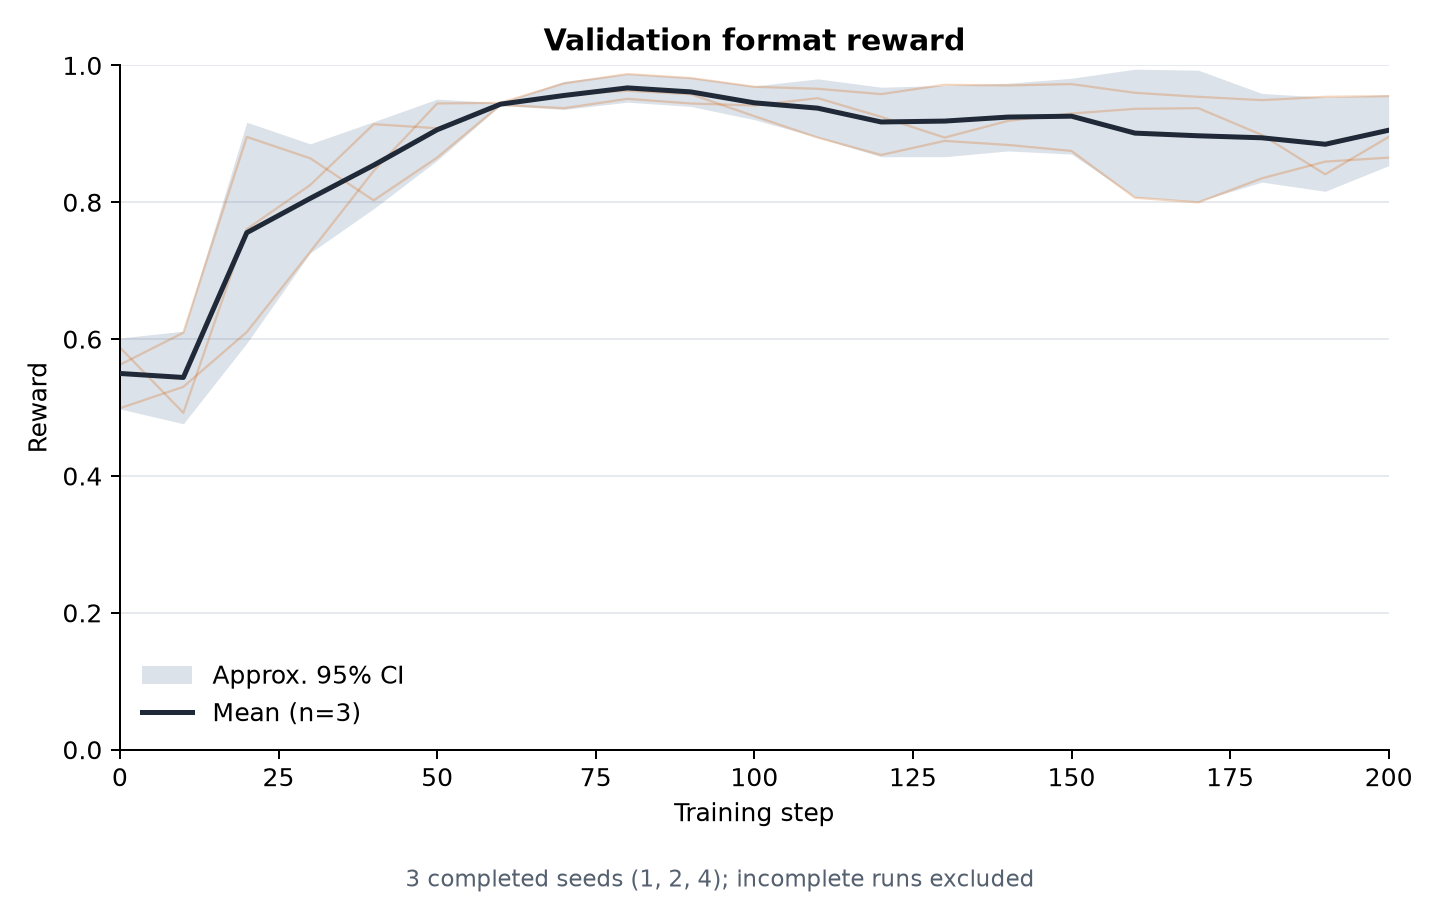 Validation format reward
1.0
0.8
0.6
0.4
0.2
0.0
Reward
Approx. 95% CI
Mean (n=3)
0 25 50 75 100 125 150 175 200
Training step
3 completed seeds (1, 2, 4); incomplete runs excluded